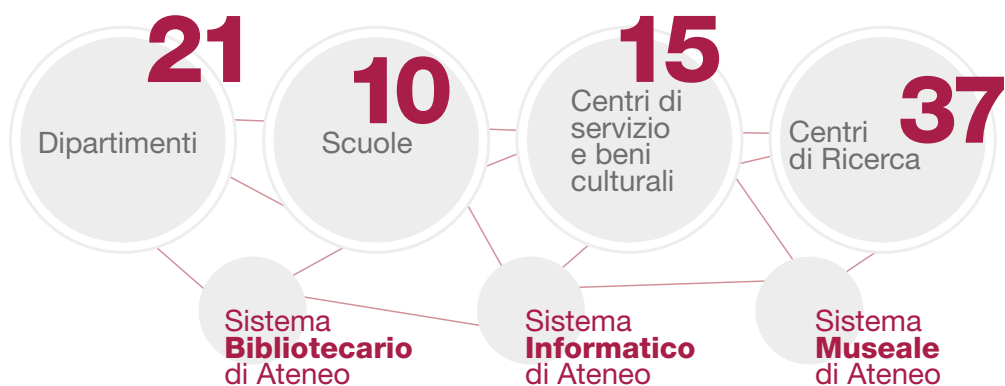 21
Dipartimenti
10
Scuole
15
Centri di
servizio
e beni
culturali
37
Centri
di Ricerca
Sistema
Bibliotecario
di Ateneo
Sistema
Informatico
di Ateneo
Sistema
Museale
di Ateneo